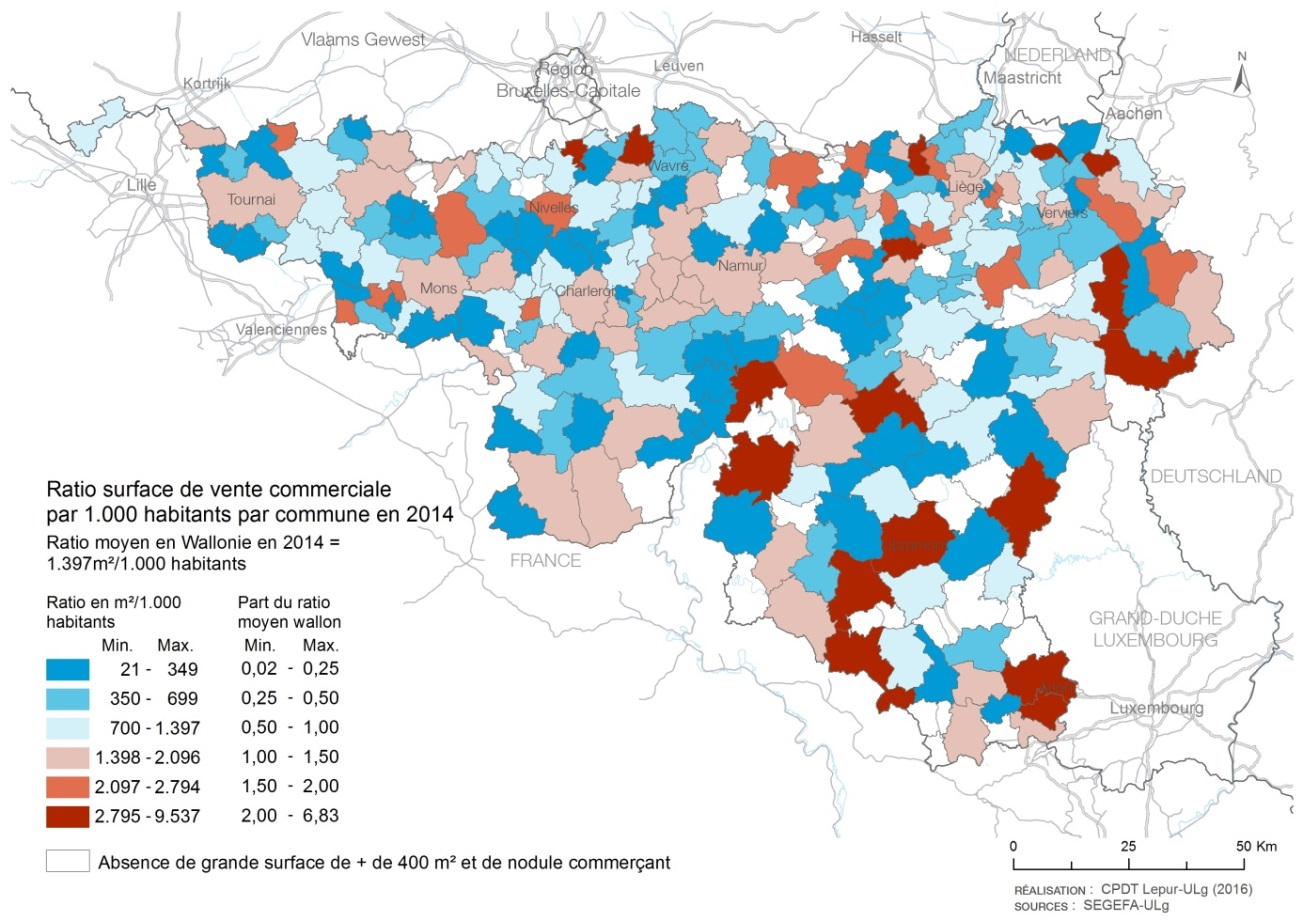 Vlaams Gewest
Hasselt
NEDERLAND
Kortrijk
Leuven
Région
Bruxelles-Capitale
Maastricht
N
Aachen
Lille
Wavre
Liège
Tournai
Nivelles
Verviers
Namur
Mons
Charleroi
Valenciennes
DEUTSCHLAND
FRANCE
GRAND-DUCHE
LUXEMBOURG
Arlon
Luxembourg
Ratio surface de vente commerciale
par 1.000 habitants par commune en 2014
Ratio moyen en Wallonie en 2014 =
1.397m²/1.000 habitants
Ratio en m²/1.000 Part du ratio
habitants moyen wallon
Min. Max. Min. Max.
21 - 349 0,02 - 0,25
350 - 699 0,25 - 0,50
700 - 1.397 0,50 - 1,00
1.398 - 2.096 1,00 - 1,50
2.097 - 2.794 1,50 - 2,00
2.795 - 9.537 2,00 - 6,83
Absence de grande surface de + de 400 m² et de nodule commerçant
0 25 50 Km
RÉALISATION : CPDT Lepur-ULg (2016)
SOURCES : SEGEFA-ULg